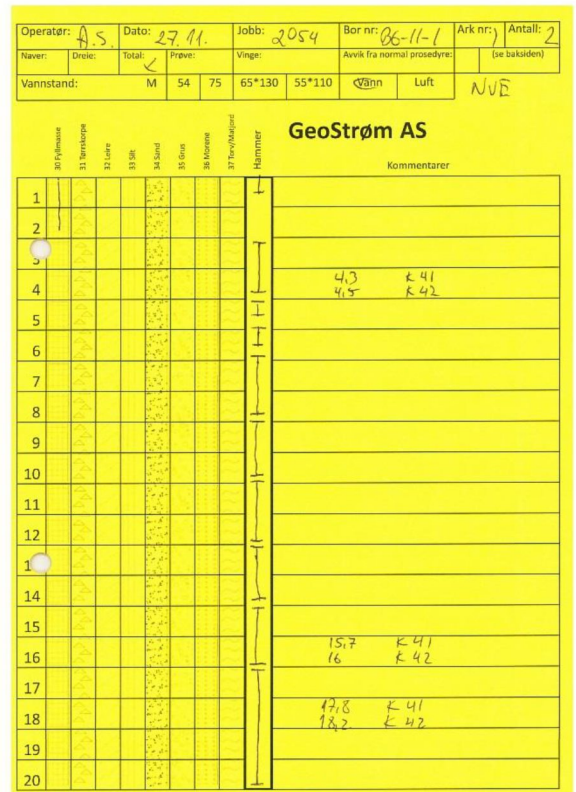 Operatør: A.S. Dato: 27.11. Jobb: 2054 Bor nr: B6-11-1 Ark nr: 1 Antall: 2
Naver: Dreie: Total: Prøve: Vinge: Avvik fra normal prosedyre: (se baksiden)
Vannstand: M 54 75 65*130 55*110 Vann Luft NVE
30 Fyllmasse
31 Tørrskorpe
32 Leire
33 Silt
34 Sand
35 Grus
36 Morene
37 Torv/Matjord
Hammer
GeoStrøm AS
Kommentarer
1
2
3
4,3 K 41
4 4,5 K 42
5
6
7
8
9
10
11
12
1
14
15
15,7 K 41
16 16 K 42
17
17,8 K 41
18 18,2 K 42
19
20